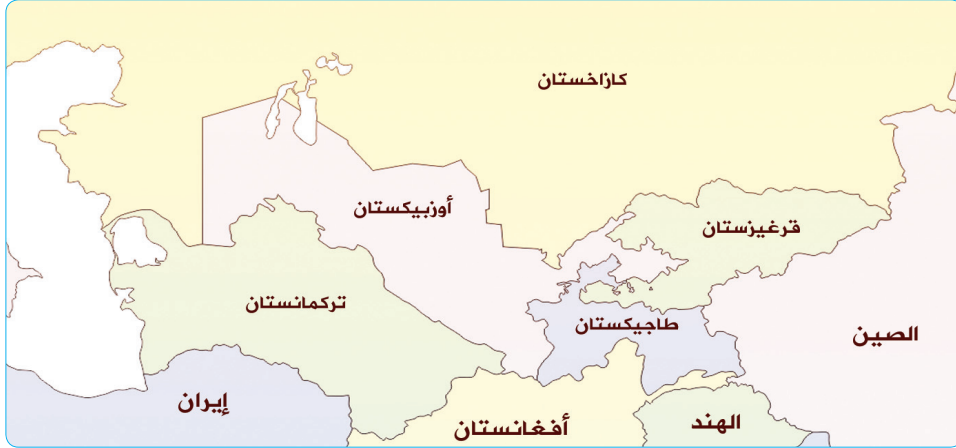 كازاخستان
أوزبيكستان
قرغيزستان
تركمانستان
طاجيكستان
الصين
إيران
أفغانستان
الهند